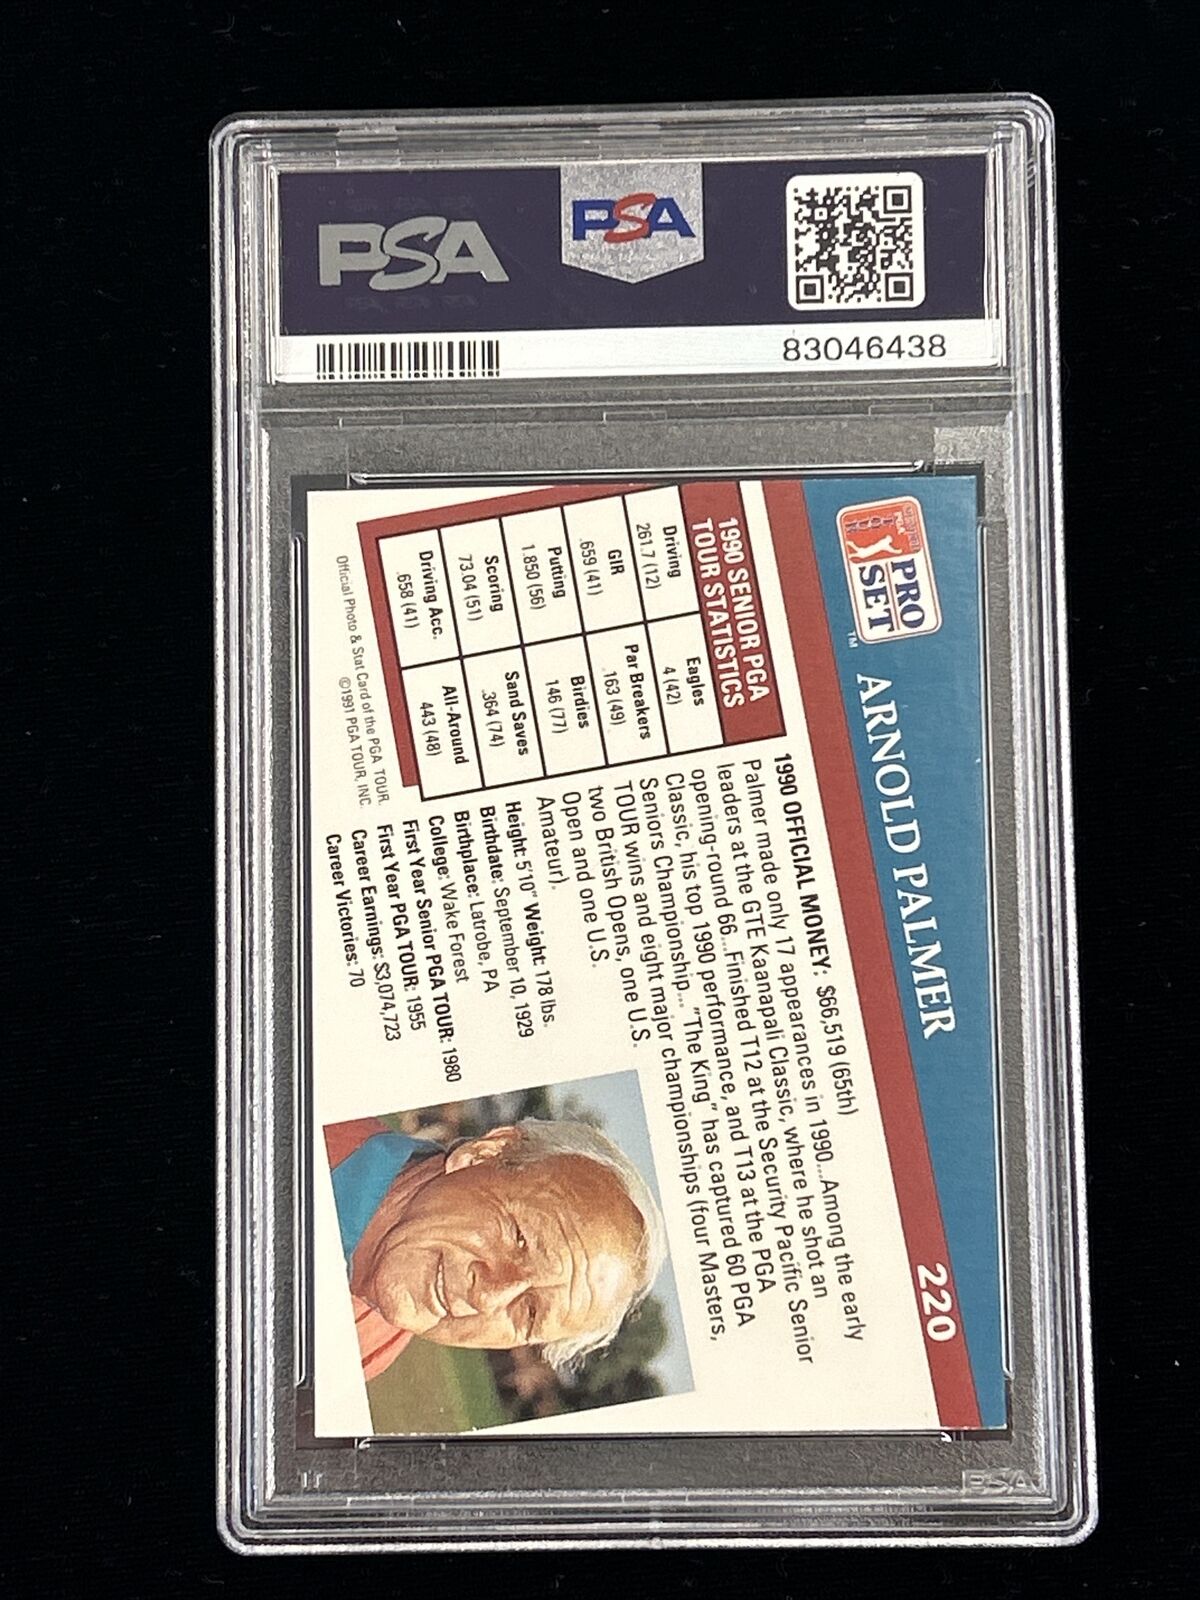 PSA
PSA
83046438
PRO
SET
TM
ARNOLD PALMER
220
1990 SENIOR PGA
TOUR STATISTICS
Driving
261.7 (12)
Eagles
4 (42)
GIR
.659 (41)
Par Breakers
.163 (49)
Putting
1.850 (56)
Birdies
146 (77)
Scoring
73.04 (51)
Sand Saves
.364 (74)
Driving Acc.
.658 (41)
All-Around
443 (48)
Official Photo & Stat Card of the PGA TOUR.
©1991 PGA TOUR, INC.
1990 OFFICIAL MONEY: $66,519 (65th)
Palmer made only 17 appearances in 1990...Among the early
leaders at the GTE Kaanapali Classic, where he shot an
opening-round 66...Finished T12 at the Security Pacific Senior
Classic, his top 1990 performance, and T13 at the PGA
Seniors Championship... "The King" has captured 60 PGA
TOUR wins and eight major championships (four Masters,
two British Opens, one U.S.
Open and one U.S.
Amateur).
Height: 5'10" Weight: 178 lbs.
Birthdate: September 10, 1929
Birthplace: Latrobe, PA
College: Wake Forest
First Year Senior PGA TOUR: 1980
First Year PGA TOUR: 1955
Career Earnings: $3,074,723
Career Victories: 70
PSA